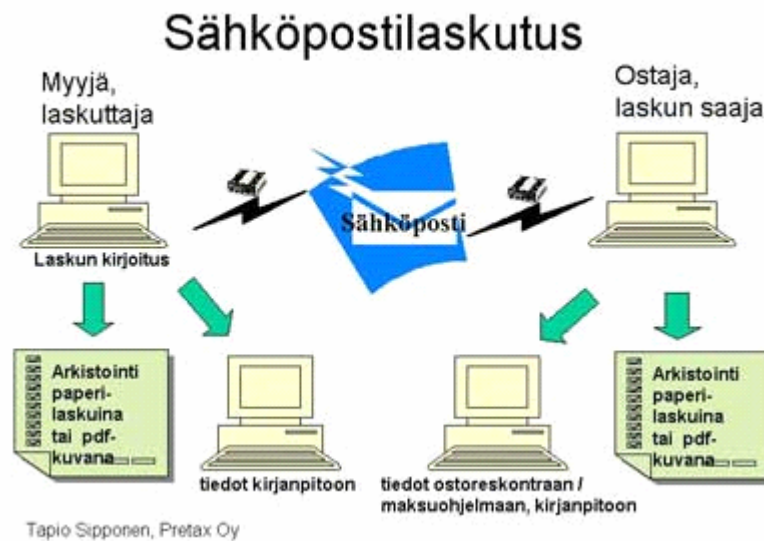 Sähköpostilaskutus
Myyjä,
laskuttaja
Ostaja,
laskun saaja
Sähköposti
Laskun kirjoitus
Arkistointi
paperi-
laskuina
tai pdf-
kuvana
tiedot kirjanpitoon
tiedot ostoreskontraan /
maksuohjelmaan, kirjanpitoon
Arkistointi
paperi-
laskuina
tai pdf-
kuvana
Tapio Sipponen, Pretax Oy